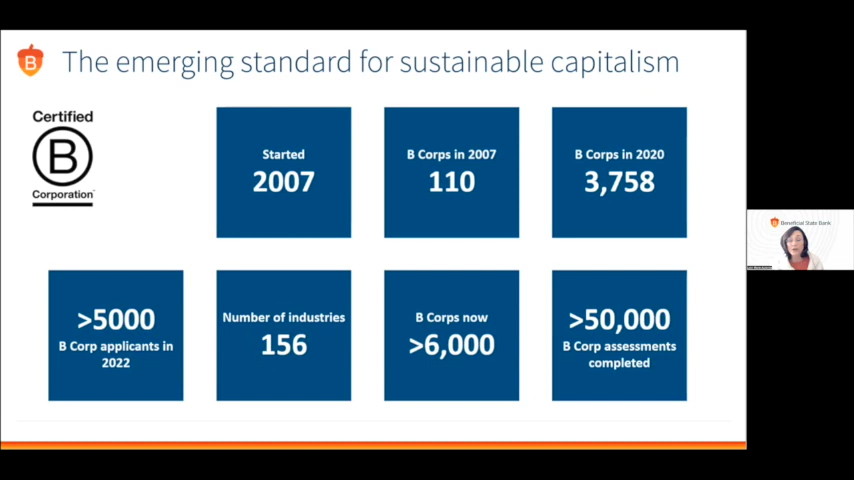 B
The emerging standard for sustainable capitalism
Certified
B
Corporation
Started
2007
B Corps in 2007
110
B Corps in 2020
3,758
>5000
B Corp applicants in
2022
Number of industries
156
B Corps now
>6,000
>50,000
B Corp assessments
completed
Beneficial State Bank